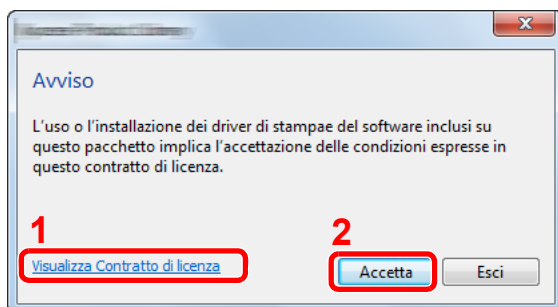 Avviso
L'uso o l'installazione dei driver di stampae del software inclusi su
questo pacchetto implica l'accettazione delle condizioni espresse in
questo contratto di licenza.
1
2
Visualizza Contratto di licenza
Accetta
Esci